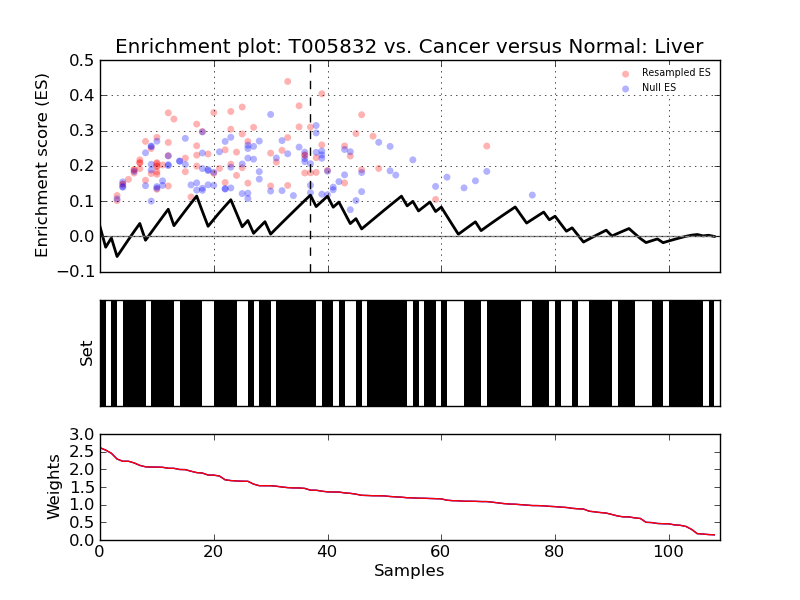 Enrichment plot: T005832 vs. Cancer versus Normal: Liver
Enrichment score (ES)
0.5
0.4
0.3
0.2
0.1
0.0
−0.1
Resampled ES
Null ES
Set
Weights
3.0
2.5
2.0
1.5
1.0
0.5
0.0
0 20 40 60 80 100
Samples